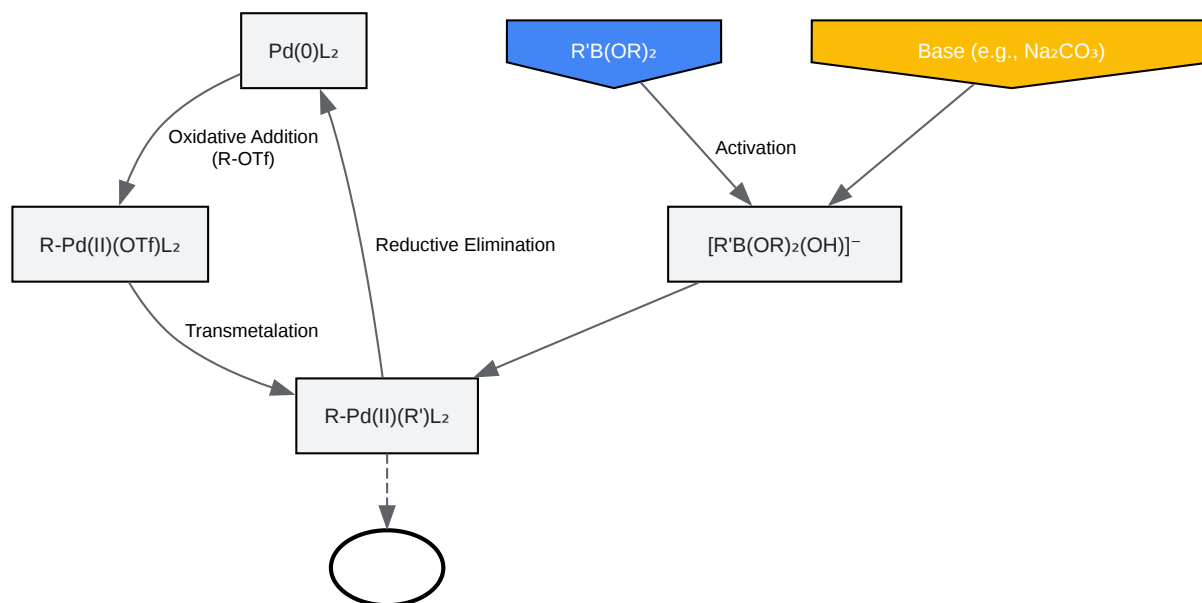 Pd(0)L₂
R'B(OR)₂
Base (e.g., Na₂CO₃)
Oxidative Addition
(R-OTf)
Activation
R-Pd(II)(OTf)L₂
Reductive Elimination
[R'B(OR)₂(OH)]⁻
Transmetalation
R-Pd(II)(R')L₂